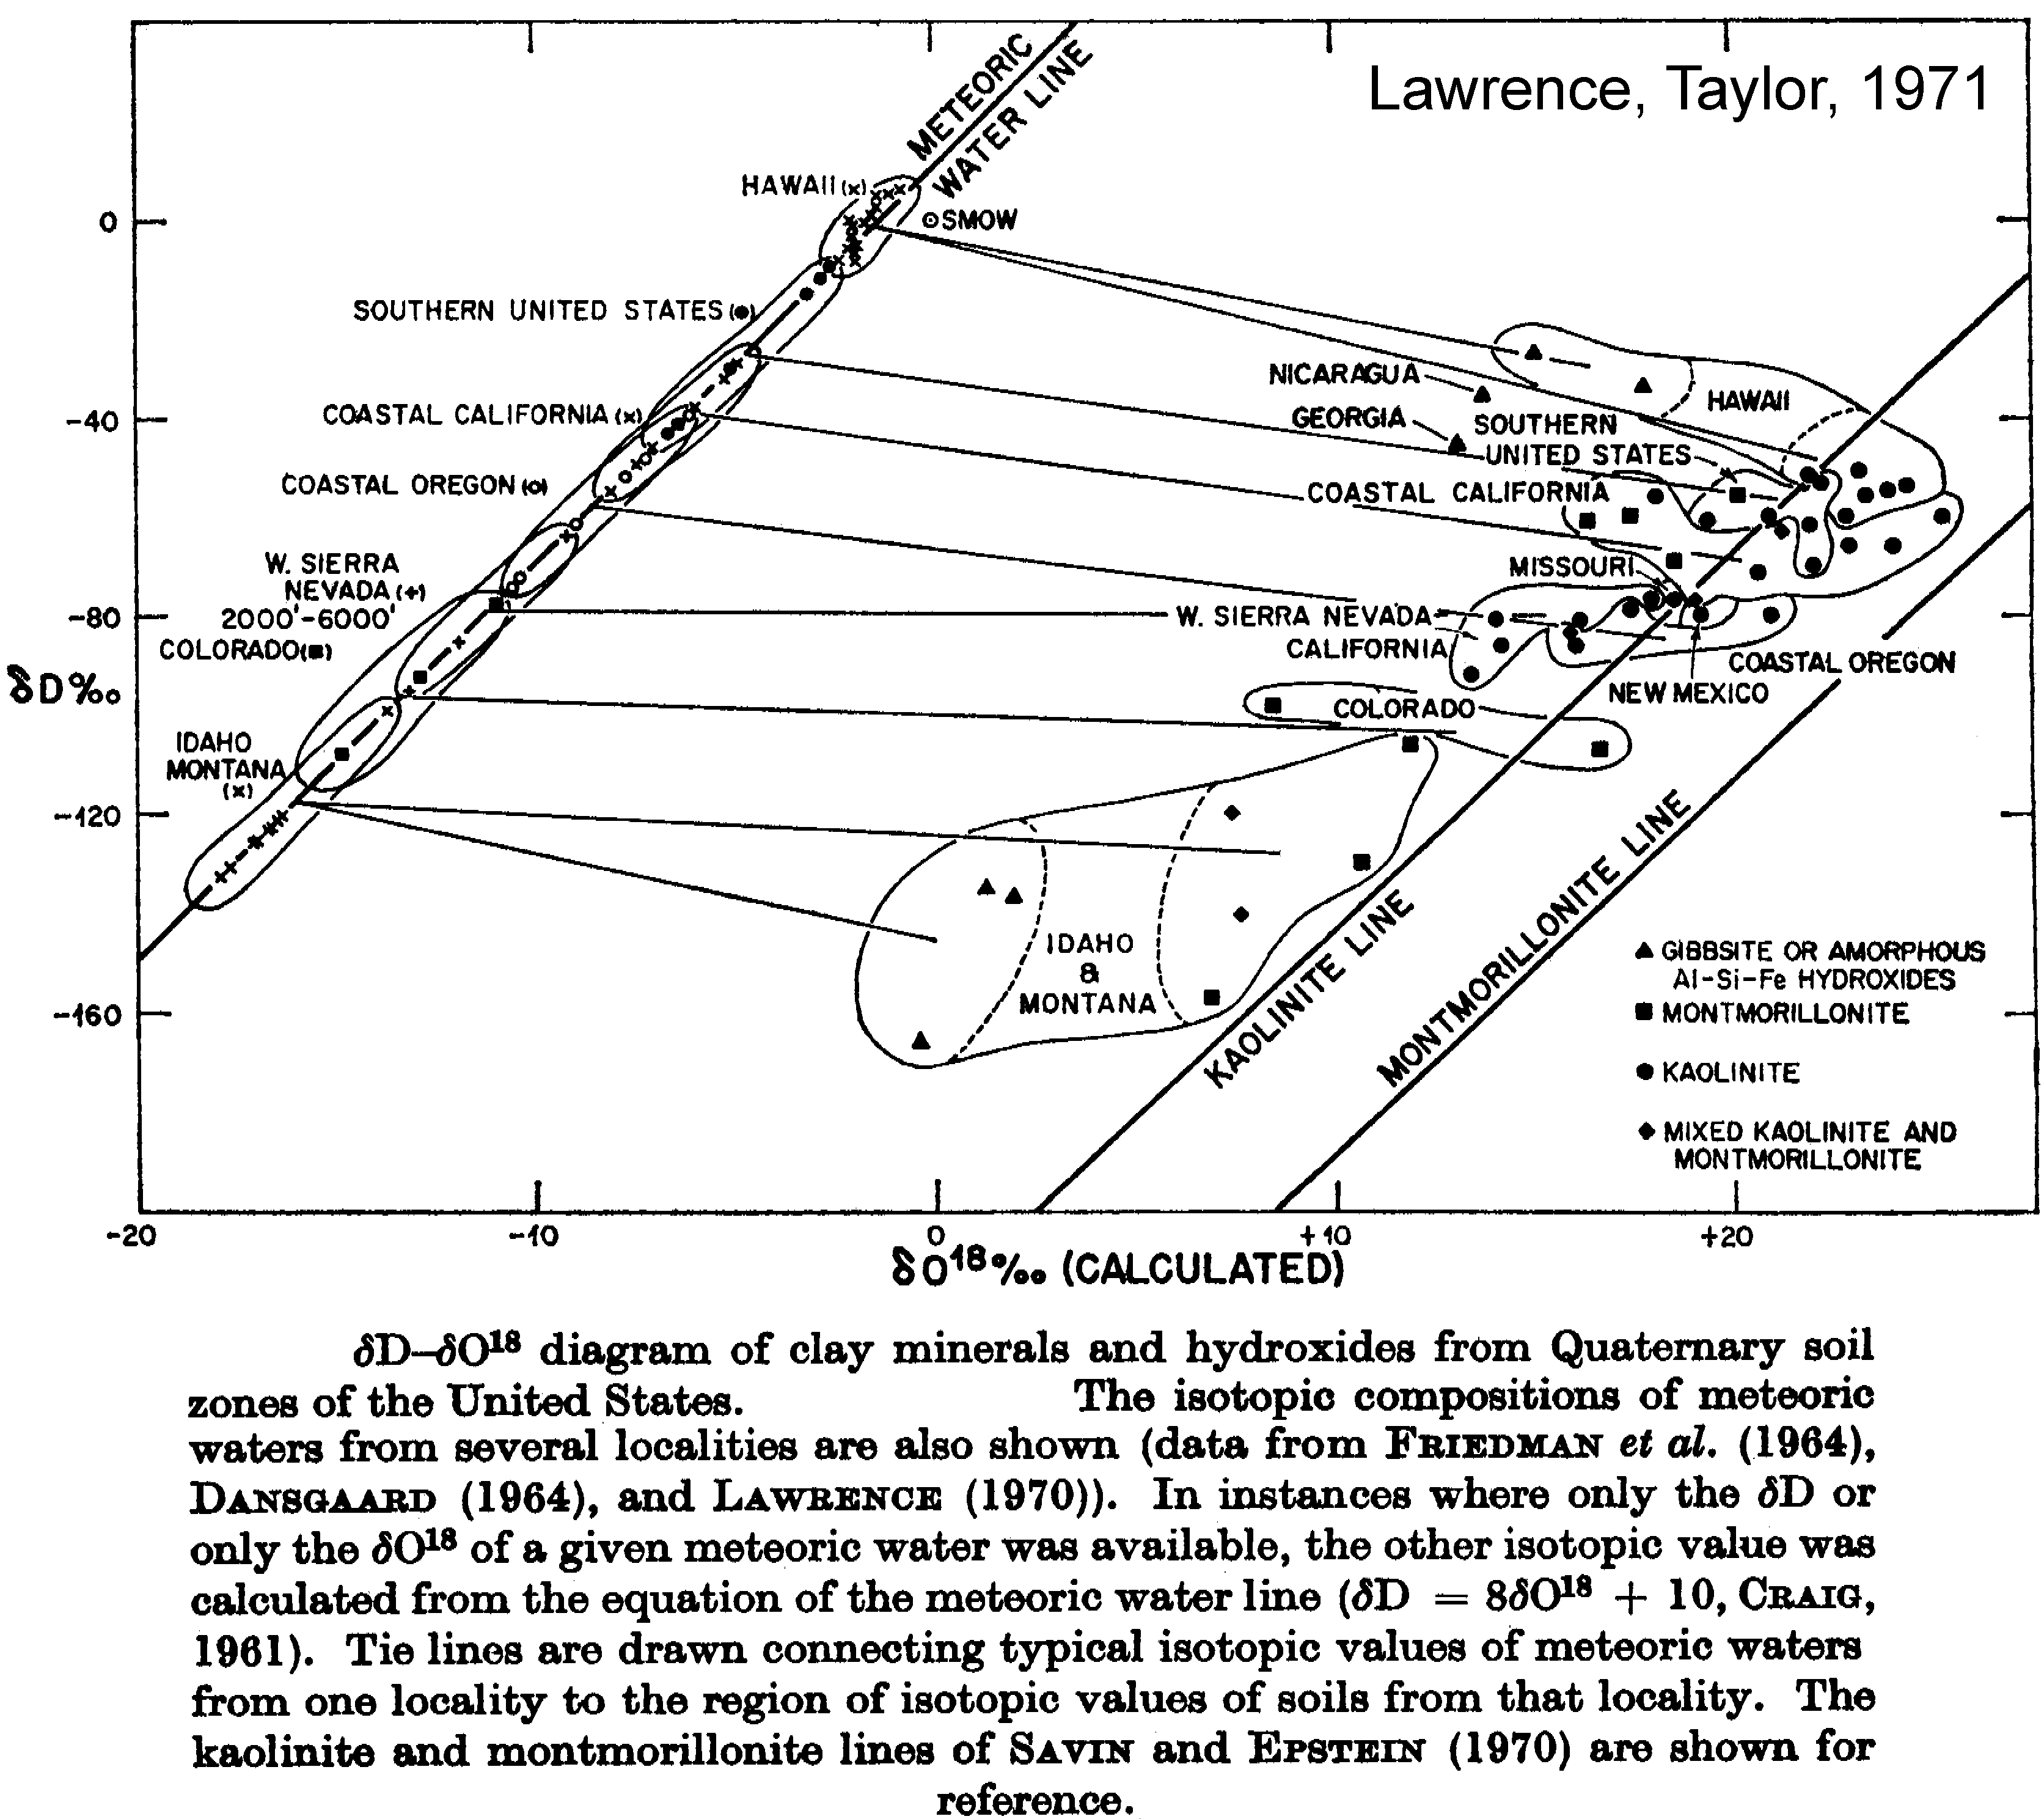 Lawrence, Taylor, 1971
METEORIC
WATER LINE
HAWAII (x)
⊙SMOW
0
SOUTHERN UNITED STATES (●)
NICARAGUA
HAWAII
COASTAL CALIFORNIA (x)
-40
GEORGIA
SOUTHERN
UNITED STATES
COASTAL OREGON (o)
COASTAL CALIFORNIA
W. SIERRA
NEVADA (+)
2000'-6000'
MISSOURI
-80
W. SIERRA NEVADA
CALIFORNIA
COLORADO (■)
COASTAL OREGON
δD‰
NEW MEXICO
COLORADO
IDAHO
MONTANA
(x)
-120
KAOLINITE LINE
MONTMORILLONITE LINE
IDAHO
&
MONTANA
-160
▲ GIBBSITE OR AMORPHOUS
Al-Si-Fe HYDROXIDES
■ MONTMORILLONITE
● KAOLINITE
◆ MIXED KAOLINITE AND
MONTMORILLONITE
-20 -10 0 +10 +20
δO¹⁸‰ (CALCULATED)
δD–δO¹⁸ diagram of clay minerals and hydroxides from Quaternary soil
zones of the United States. The isotopic compositions of meteoric
waters from several localities are also shown (data from FRIEDMAN et al. (1964),
DANSGAARD (1964), and LAWRENCE (1970)). In instances where only the δD or
only the δO¹⁸ of a given meteoric water was available, the other isotopic value was
calculated from the equation of the meteoric water line (δD = 8δO¹⁸ + 10, CRAIG,
1961). Tie lines are drawn connecting typical isotopic values of meteoric waters
from one locality to the region of isotopic values of soils from that locality. The
kaolinite and montmorillonite lines of SAVIN and EPSTEIN (1970) are shown for
reference.